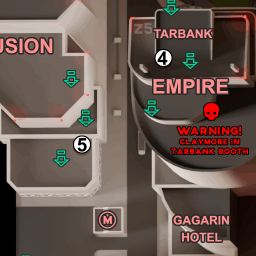 Z5
TARBANK
4
USION
EMPIRE
WARNING!
CLAYMORE IN
TARBANK BOOTH
5
M
GAGARIN
HOTEL